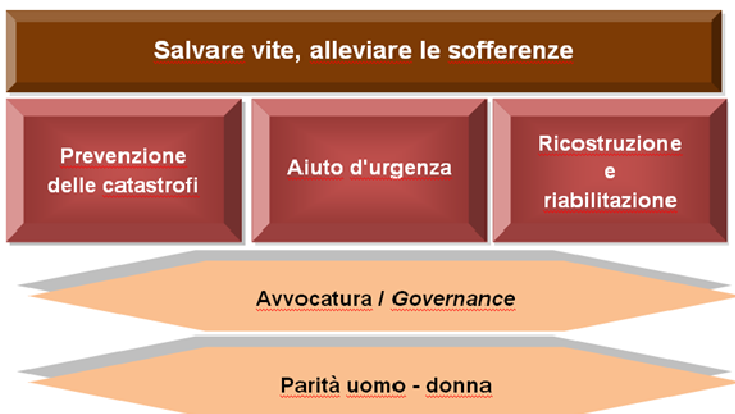 Salvare vite, alleviare le sofferenze
Prevenzione
delle catastrofi
Aiuto d'urgenza
Ricostruzione
e
riabilitazione
Avvocatura / Governance
Parità uomo - donna